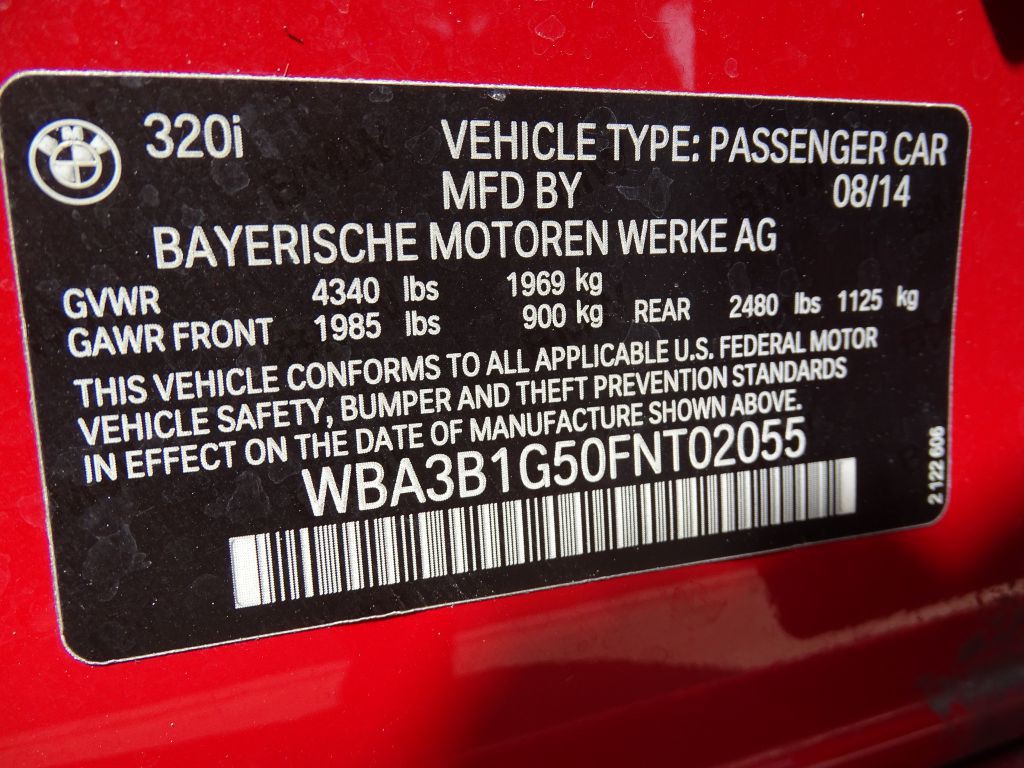 BMW
320i VEHICLE TYPE: PASSENGER CAR
MFD BY 08/14
BAYERISCHE MOTOREN WERKE AG
GVWR 4340 lbs 1969 kg
GAWR FRONT 1985 lbs 900 kg REAR 2480 lbs 1125 kg
THIS VEHICLE CONFORMS TO ALL APPLICABLE U.S. FEDERAL MOTOR
VEHICLE SAFETY, BUMPER AND THEFT PREVENTION STANDARDS
IN EFFECT ON THE DATE OF MANUFACTURE SHOWN ABOVE.
WBA3B1G50FNT02055
2 122 606